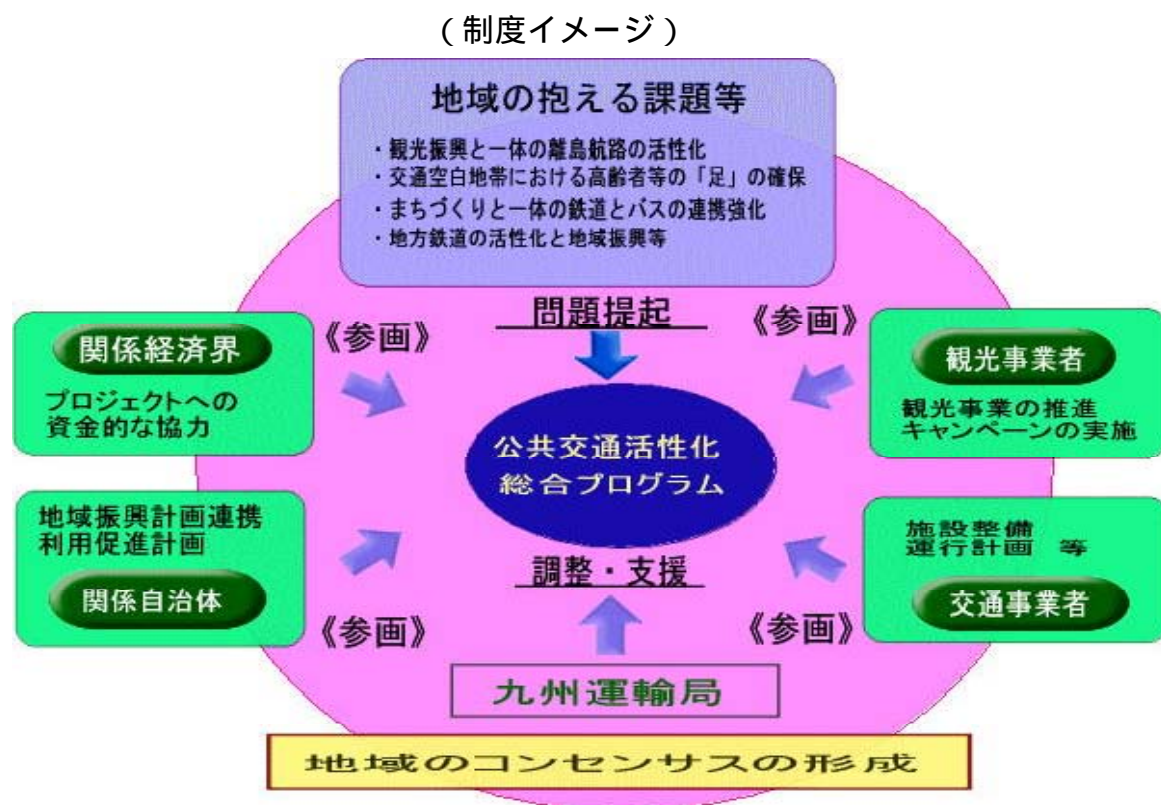 （制度イメージ）
地域の抱える課題等
・観光振興と一体の離島航路の活性化
・交通空白地帯における高齢者等の「足」の確保
・まちづくりと一体の鉄道とバスの連携強化
・地方鉄道の活性化と地域振興等
問題提起
《参画》
関係経済界
プロジェクトへの
資金的な協力
《参画》
観光事業者
観光事業の推進
キャンペーンの実施
公共交通活性化
総合プログラム
地域振興計画連携
利用促進計画
関係自治体
《参画》
施設整備
運行計画 等
交通事業者
《参画》
調整・支援
九州運輸局
地域のコンセンサスの形成